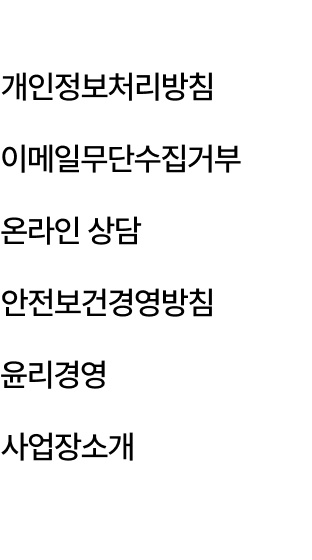 개인정보처리방침
이메일무단수집거부
온라인 상담
안전보건경영방침
윤리경영
사업장소개